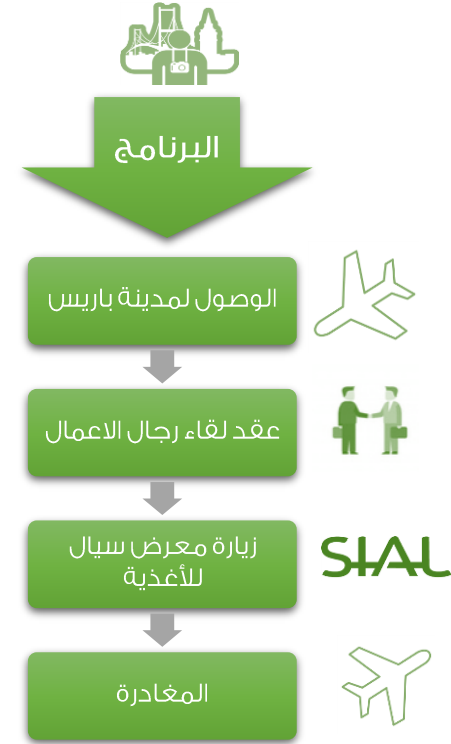 البرنامج
الوصول لمدينة باريس
عقد لقاء رجال الاعمال
زيارة معرض سيال
للأغذية
SIAL
المغادرة